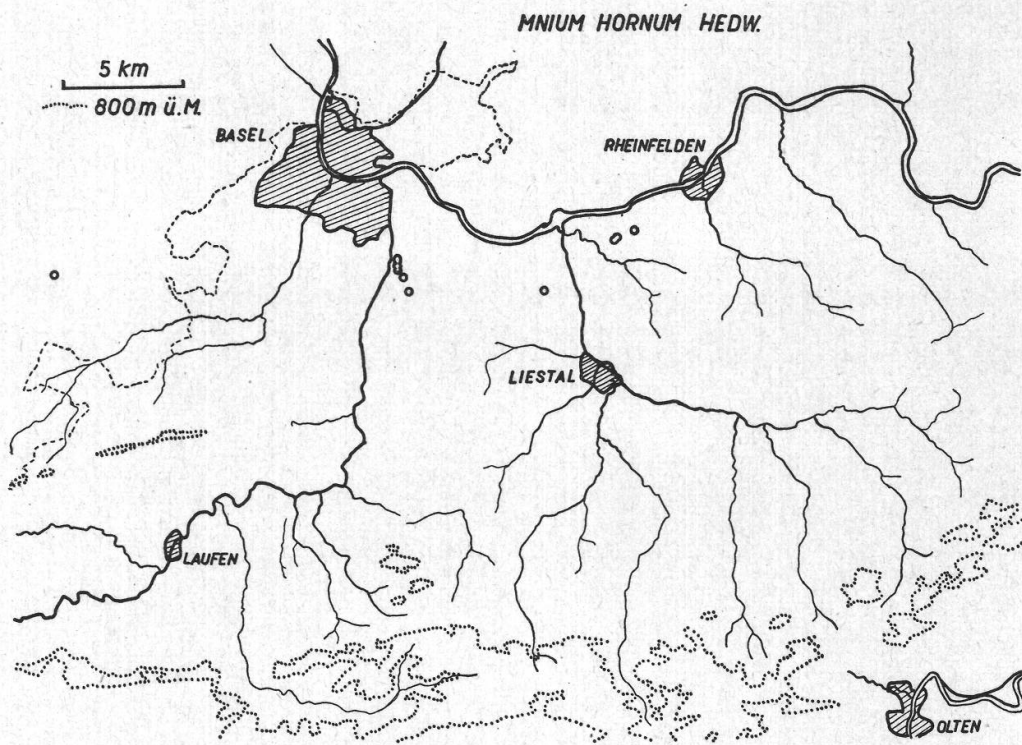 MNIUM HORNUM HEDW.
5 km
800 m ü.M.
BASEL
RHEINFELDEN
LIESTAL
LAUFEN
OLTEN